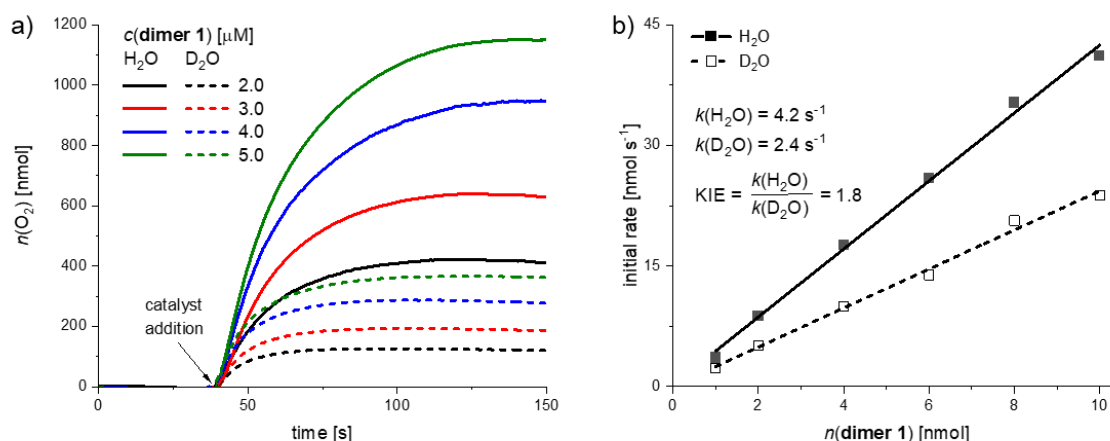 a)
c(dimer 1) [µM]
H₂O D₂O
2.0
3.0
4.0
5.0
catalyst
addition
1200
1000
800
600
400
200
0
0 50 100 150
n(O₂) [nmol]
time [s]
b)
H₂O
D₂O
k(H₂O) = 4.2 s⁻¹
k(D₂O) = 2.4 s⁻¹
KIE = k(H₂O) / k(D₂O) = 1.8
45
30
15
0
0 2 4 6 8 10
initial rate [nmol s⁻¹]
n(dimer 1) [nmol]